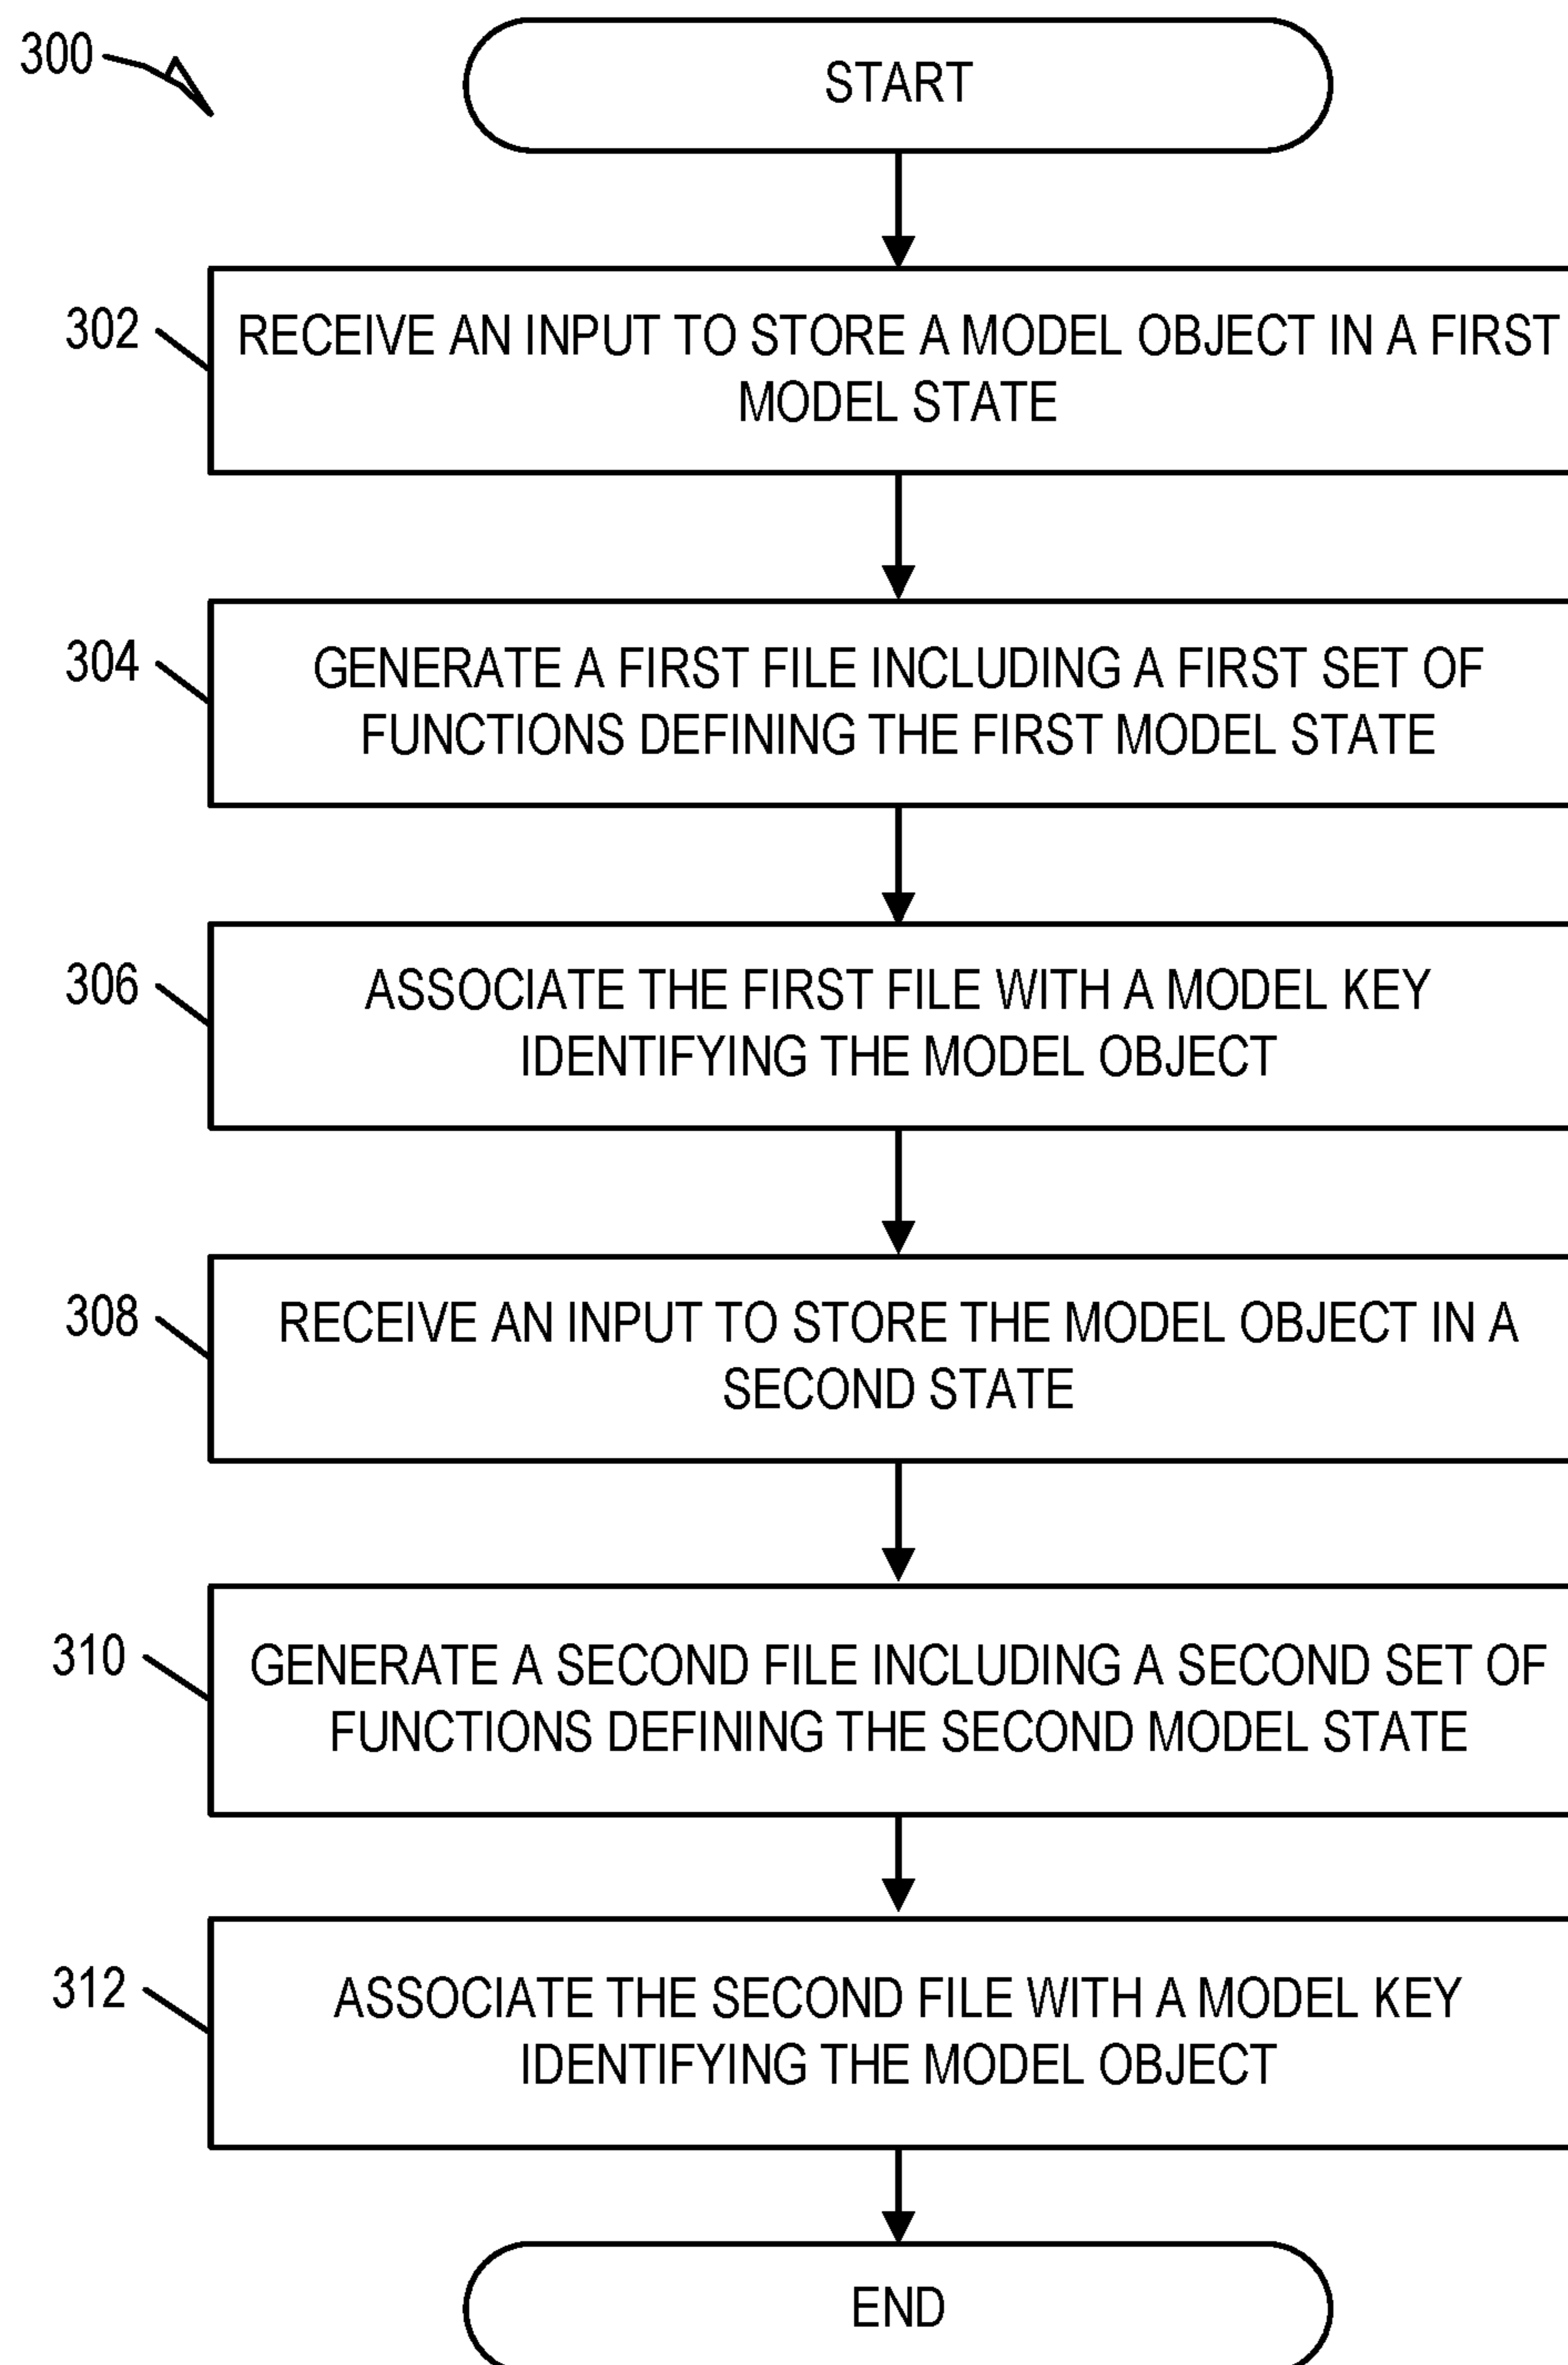 300
START
302
RECEIVE AN INPUT TO STORE A MODEL OBJECT IN A FIRST
MODEL STATE
304
GENERATE A FIRST FILE INCLUDING A FIRST SET OF
FUNCTIONS DEFINING THE FIRST MODEL STATE
306
ASSOCIATE THE FIRST FILE WITH A MODEL KEY
IDENTIFYING THE MODEL OBJECT
308
RECEIVE AN INPUT TO STORE THE MODEL OBJECT IN A
SECOND STATE
310
GENERATE A SECOND FILE INCLUDING A SECOND SET OF
FUNCTIONS DEFINING THE SECOND MODEL STATE
312
ASSOCIATE THE SECOND FILE WITH A MODEL KEY
IDENTIFYING THE MODEL OBJECT
END